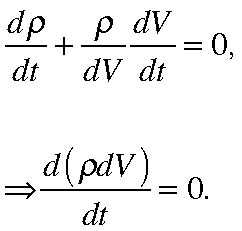 dρ/dt + ρ/dV dV/dt = 0,
⇒ d(ρdV)/dt = 0.